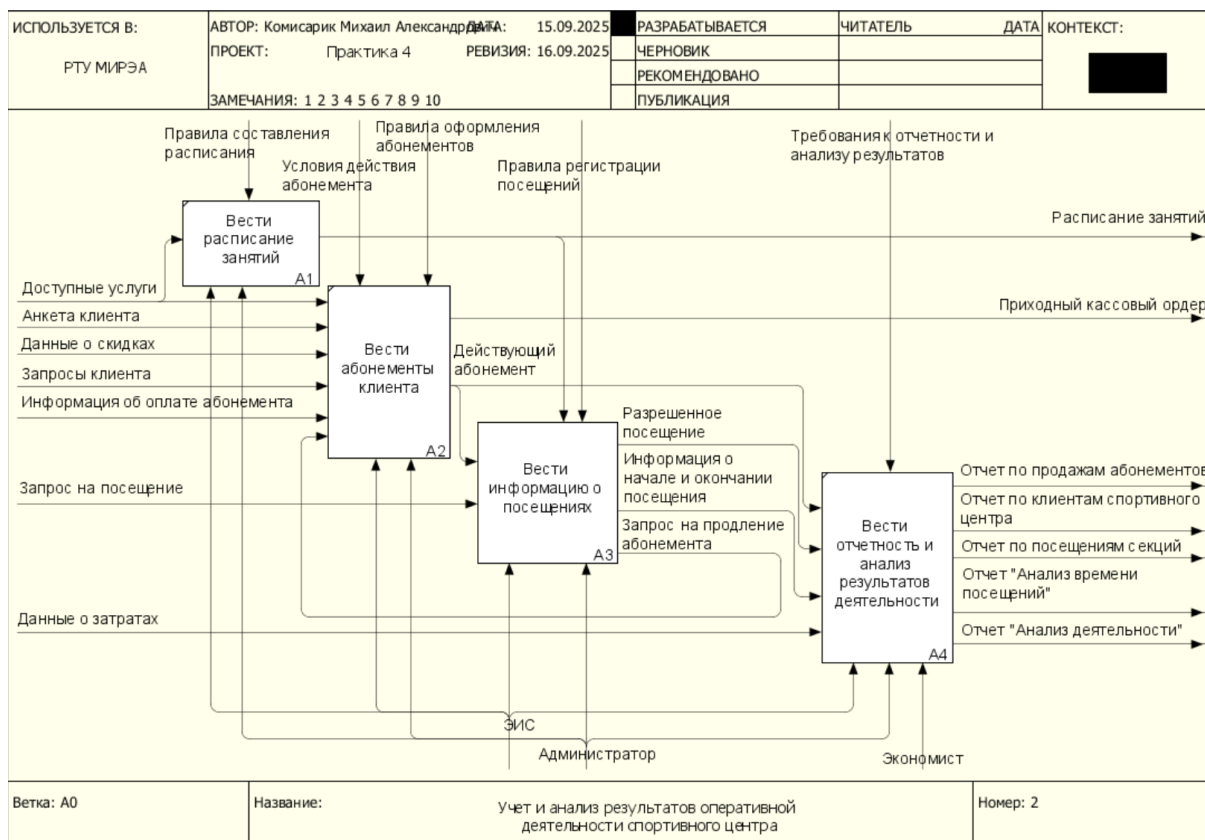 ИСПОЛЬЗУЕТСЯ В:
РТУ МИРЭА
АВТОР: Комисарик Михаил Александрович
ДАТА: 15.09.2025
ПРОЕКТ: Практика 4
РЕВИЗИЯ: 16.09.2025
ЗАМЕЧАНИЯ: 1 2 3 4 5 6 7 8 9 10
РАЗРАБАТЫВАЕТСЯ
ЧЕРНОВИК
РЕКОМЕНДОВАНО
ПУБЛИКАЦИЯ
ЧИТАТЕЛЬ
ДАТА
КОНТЕКСТ:
Правила составления
расписания
Условия действия
абонемента
Правила оформления
абонементов
Правила регистрации
посещений
Требования к отчетности и
анализу результатов
Вести
расписание
занятий
A1
Расписание занятий
Доступные услуги
Анкета клиента
Данные о скидках
Запросы клиента
Информация об оплате абонемента
Вести
абонементы
клиента
A2
Приходный кассовый ордер
Действующий
абонемент
Запрос на посещение
Вести
информацию о
посещениях
A3
Разрешенное
посещение
Информация о
начале и окончании
посещения
Запрос на продление
абонемента
Данные о затратах
Вести
отчетность и
анализ
результатов
деятельности
A4
Отчет по продажам абонементов
Отчет по клиентам спортивного
центра
Отчет по посещениям секций
Отчет "Анализ времени
посещений"
Отчет "Анализ деятельности"
ЭИС
Администратор
Экономист
Ветка: A0
Название:
Учет и анализ результатов оперативной
деятельности спортивного центра
Номер: 2